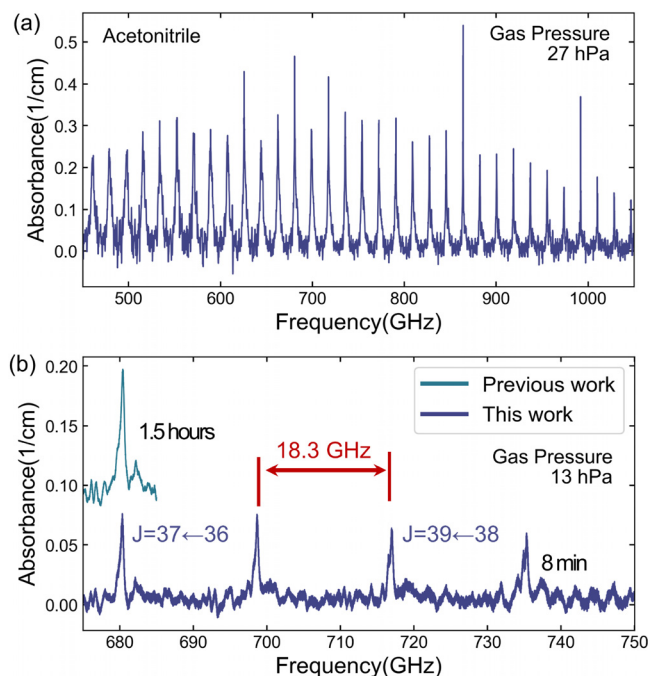 (a)
Acetonitrile
Gas Pressure
27 hPa
Absorbance(1/cm)
0.5
0.4
0.3
0.2
0.1
0.0
500 600 700 800 900 1000
Frequency(GHz)
(b)
Previous work
This work
1.5 hours
18.3 GHz
Gas Pressure
13 hPa
Absorbance(1/cm)
0.20
0.15
0.10
0.05
0.00
J=37←36
J=39←38
8 min
680 690 700 710 720 730 740 750
Frequency(GHz)